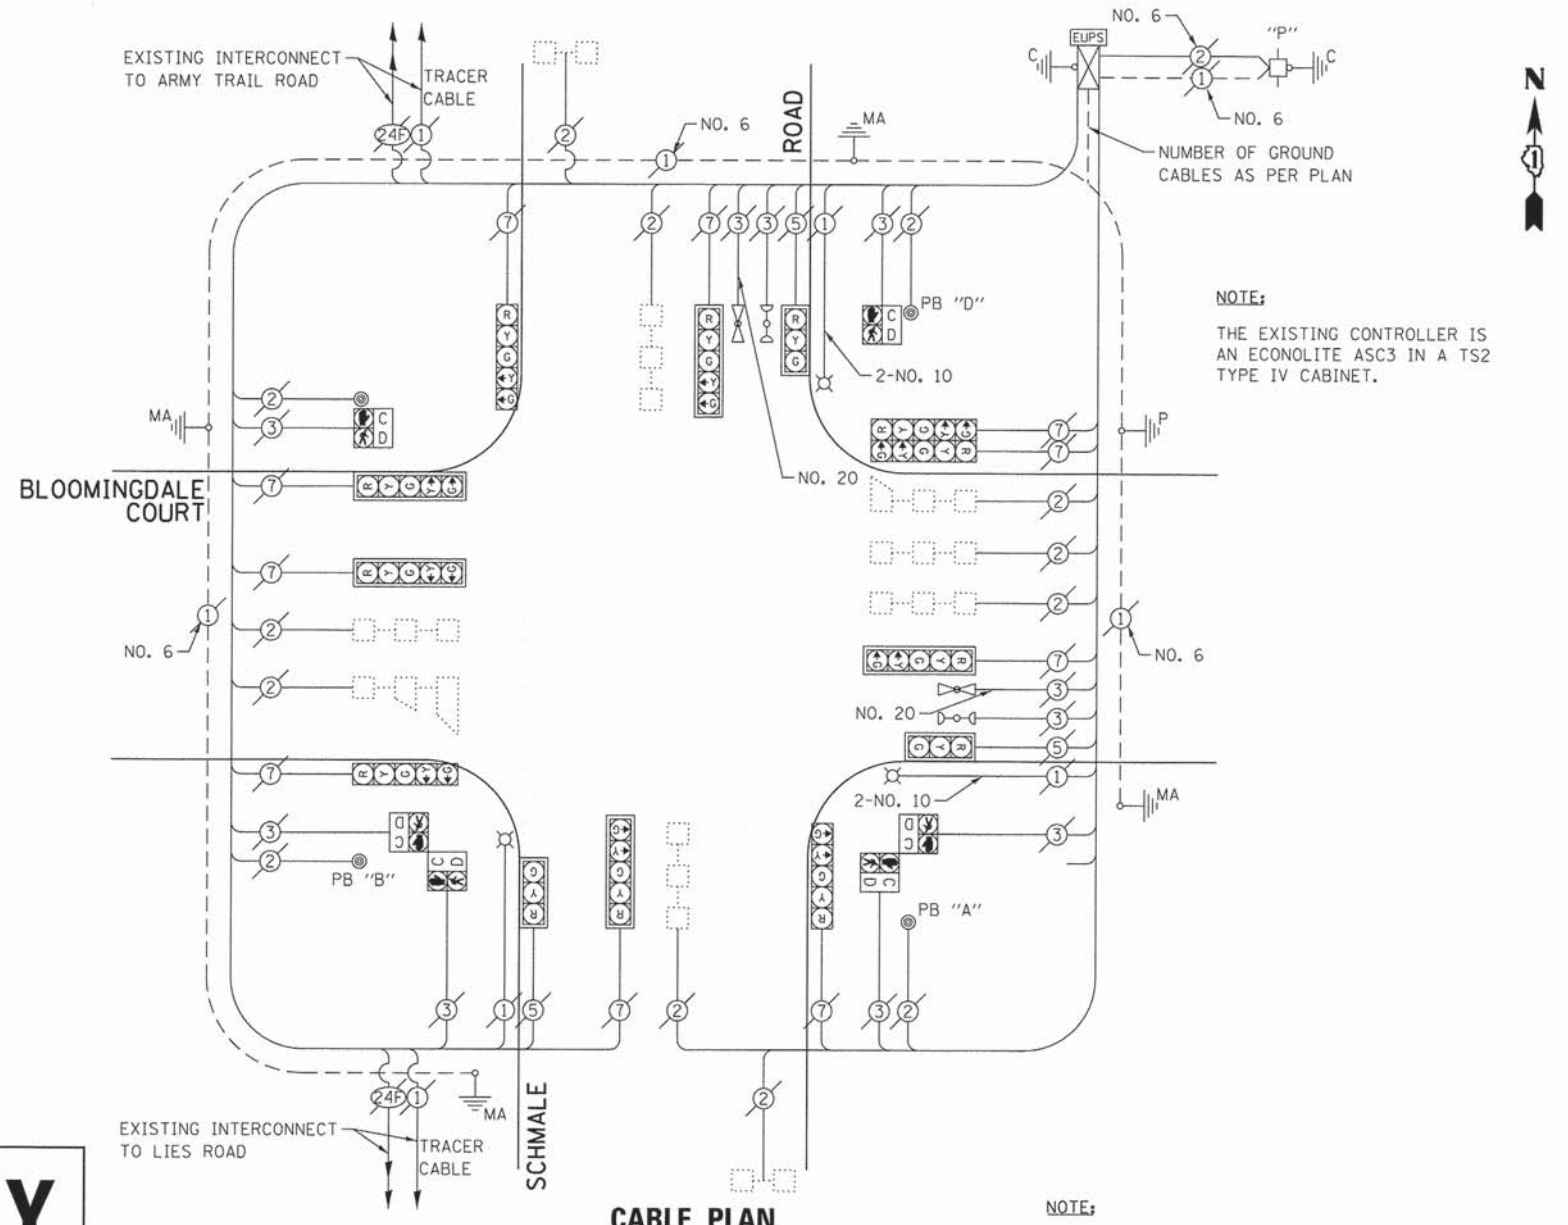 NO. 6
"P"
EUPS
C
2
C
1
NO. 6
EXISTING INTERCONNECT
TO ARMY TRAIL ROAD
TRACER
CABLE
24F
1
2
1
NO. 6
ROAD
MA
NUMBER OF GROUND
CABLES AS PER PLAN
N
1
7
2
7
3
3
5
1
3
2
R
Y
G
Y
G
R
Y
G
Y
G
R
Y
G
C
D
PB "D"
2-NO. 10
NOTE:
THE EXISTING CONTROLLER IS
AN ECONOLITE ASC3 IN A TS2
TYPE IV CABINET.
2
MA
3
C
D
R Y G Y G
7
G Y G Y R
7
P
NO. 20
BLOOMINGDALE
COURT
7
R Y G Y G
2
7
R Y G Y G
2
1
NO. 6
2
2
2
1
NO. 6
G Y G Y R
7
3
NO. 20
3
G Y R
5
7
R Y G Y G
1
2-NO. 10
MA
3
D
C
2
PB "B"
C D
G
Y
R
G
Y
G
Y
R
G
Y
G
Y
R
D
C
3
D C
PB "A"
3
1
5
7
2
7
3
2
24F
1
MA
SCHMALE
2
EXISTING INTERCONNECT
TO LIES ROAD
TRACER
CABLE
Y
CABLE PLAN
NOTE: